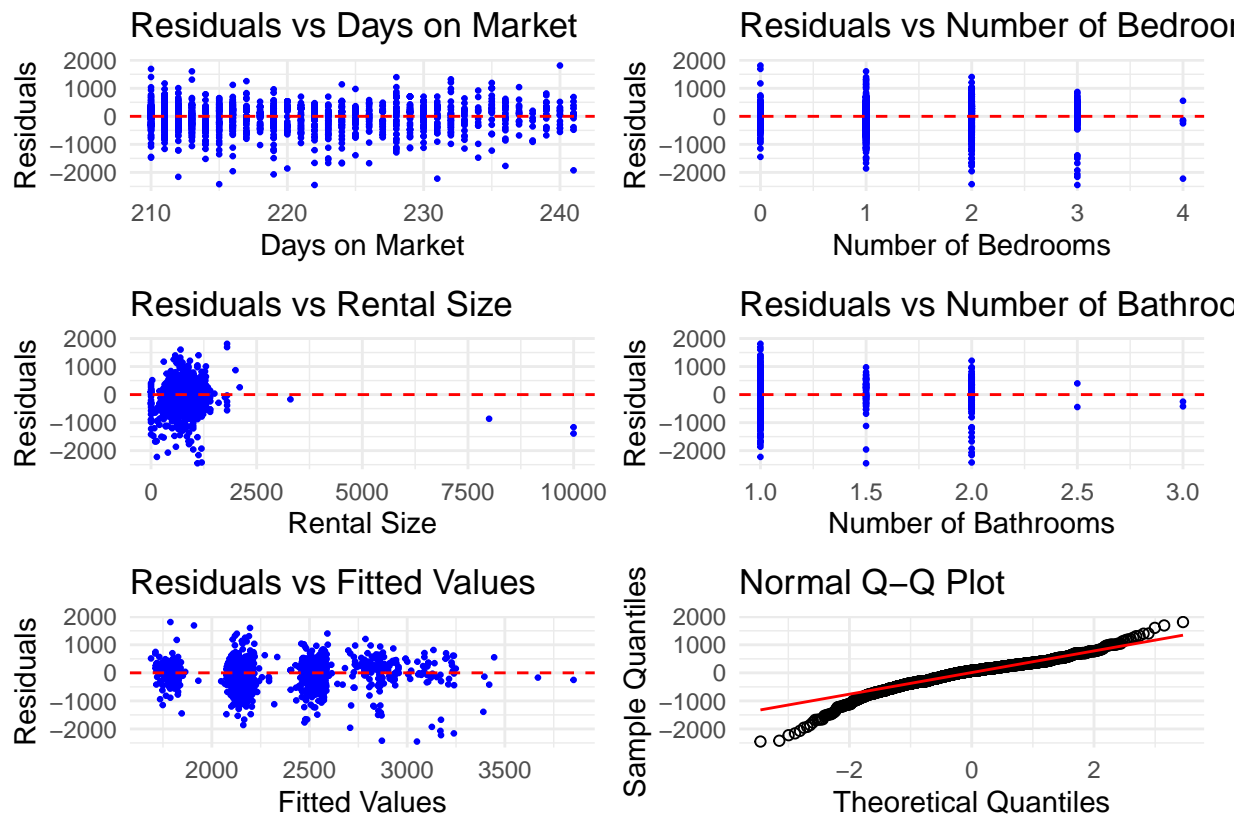 Residuals vs Days on Market
Residuals
2000
1000
0
−1000
−2000
210 220 230 240
Days on Market
Residuals vs Number of Bedroom
Residuals
2000
1000
0
−1000
−2000
0 1 2 3 4
Number of Bedrooms
Residuals vs Rental Size
Residuals
2000
1000
0
−1000
−2000
0 2500 5000 7500 10000
Rental Size
Residuals vs Number of Bathroo
Residuals
2000
1000
0
−1000
−2000
1.0 1.5 2.0 2.5 3.0
Number of Bathrooms
Residuals vs Fitted Values
Residuals
2000
1000
0
−1000
−2000
2000 2500 3000 3500
Fitted Values
Normal Q−Q Plot
Sample Quantiles
2000
1000
0
−1000
−2000
−2 0 2
Theoretical Quantiles